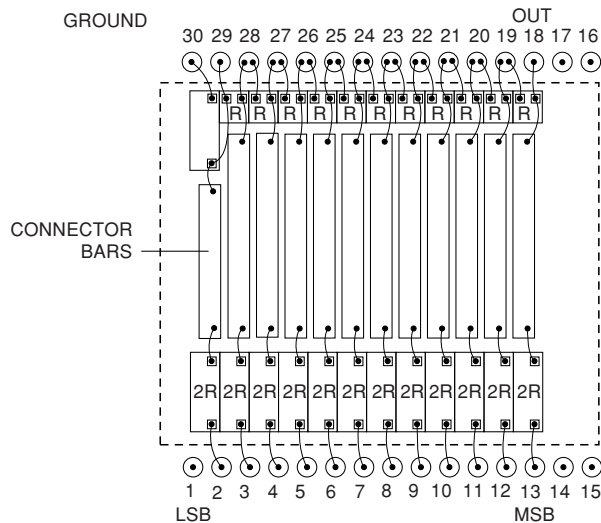 GROUND OUT
30 29 28 27 26 25 24 23 22 21 20 19 18 17 16
R R R R R R R R R R R
CONNECTOR
BARS
2R 2R 2R 2R 2R 2R 2R 2R 2R 2R 2R 2R
1 2 3 4 5 6 7 8 9 10 11 12 13 14 15
LSB MSB